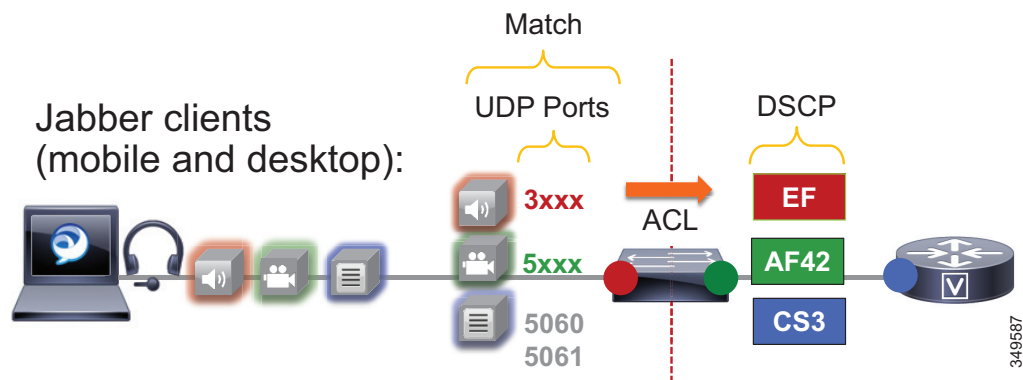 Match
UDP Ports
DSCP
Jabber clients
(mobile and desktop):
3xxx
ACL
EF
5xxx
AF42
V
5060
5061
CS3
349587